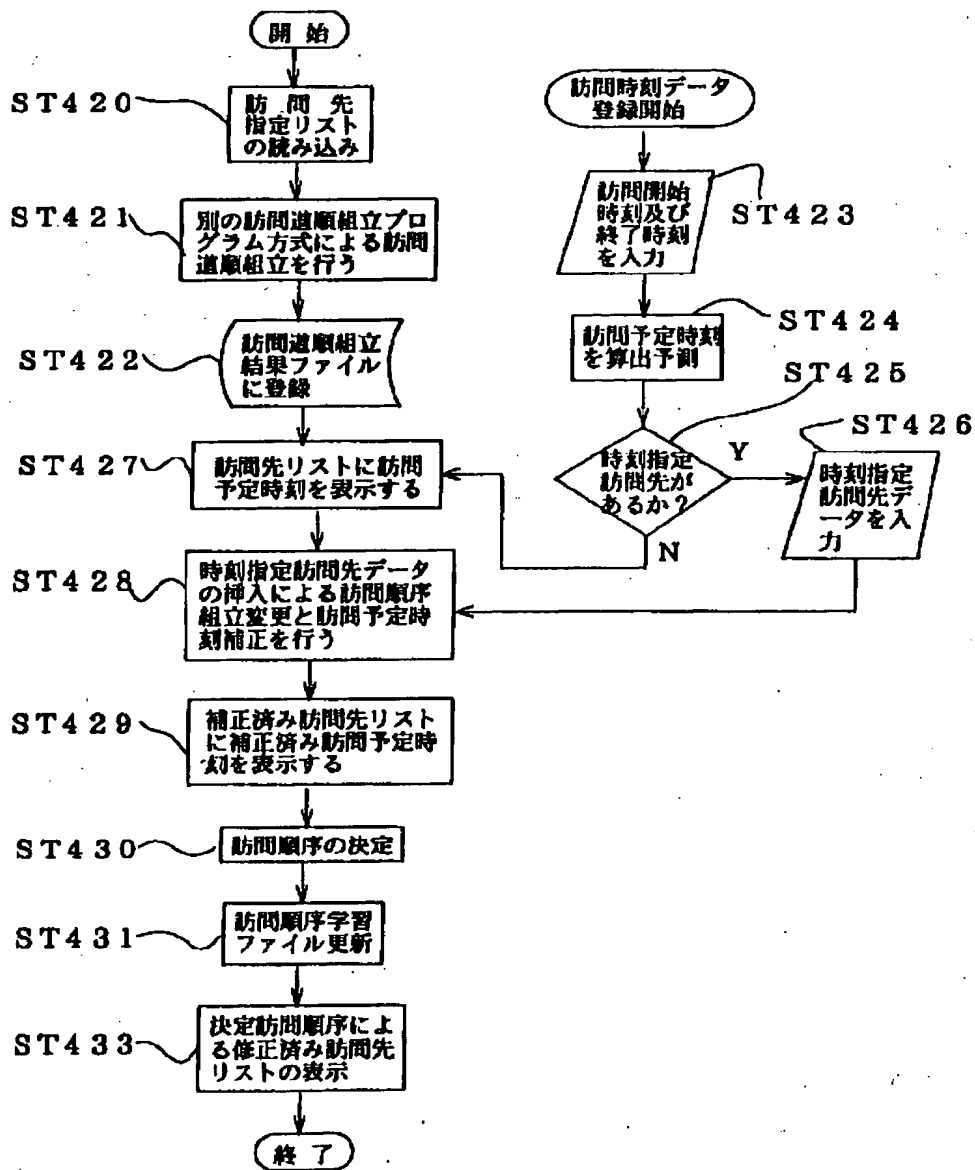 開始
ST420
訪問先
指定リスト
の読み込み
ST421
別の訪問道順組立プロ
グラム方式による訪問
道順組立を行う
ST422
訪問道順組立
結果ファイル
に登録
ST427
訪問先リストに訪問
予定時刻を表示する
ST428
時刻指定訪問先データ
の挿入による訪問順序
組立変更と訪問予定時
刻補正を行う
ST429
補正済み訪問先リスト
に補正済み訪問予定時
刻を表示する
ST430
訪問順序の決定
ST431
訪問順序学習
ファイル更新
ST433
決定訪問順序によ
る修正済み訪問先
リストの表示
終了
訪問時刻データ
登録開始
訪問開始
時刻及び
終了時刻
を入力
ST423
ST424
訪問予定時刻
を算出予測
ST425
時刻指定
訪問先が
あるか?
Y
N
ST426
時刻指定
訪問先デ
ータを入
力